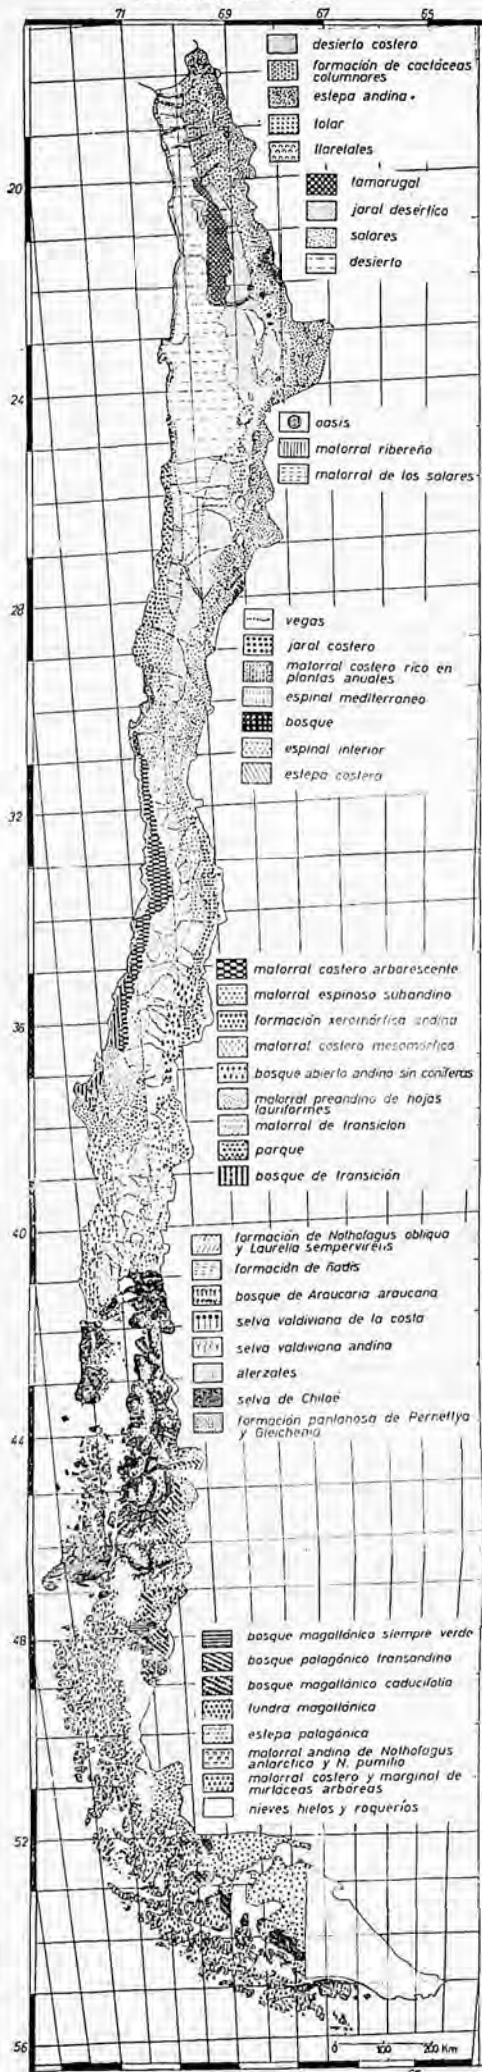 71 69 67 65
desierto costero
formación de cactáceas
columnares
estepa andina
tolar
llaretales
20
tamarugal
jaral desértico
salares
desierto
24
oasis
matorral ribereño
matorral de los salares
28
vegas
jaral costero
matorral costero rico en
plantas anuales
espinal mediterraneo
bosque
espinal interior
estepa costera
32
matorral costero arborescente
matorral espinoso subandino
formación xeromórfica andina
36
matorral costero mesomórfico
bosque abierto andino sin coníferas
matorral preandino de hojas
lauriformes
matorral de transición
parque
bosque de transición
40
formación de Nothofagus obliqua
y Laurelia sempervirens
formación de ñadis
bosque de Araucaria araucana
selva valdiviana de la costa
selva valdiviana andina
alerzales
selva de Chiloé
formación pantanosa de Pernettya
y Gleichenia
44
48
bosque magallánico siempre verde
bosque patagónico transandino
bosque magallánico caducifolio
tundra magallánica
estepa patagónica
matorral andino de Nothofagus
antarctica y N. pumilio
matorral costero y marginal de
mirtáceas arbóreas
nieves hielos y roqueríos
52
56
0 100 200 Km